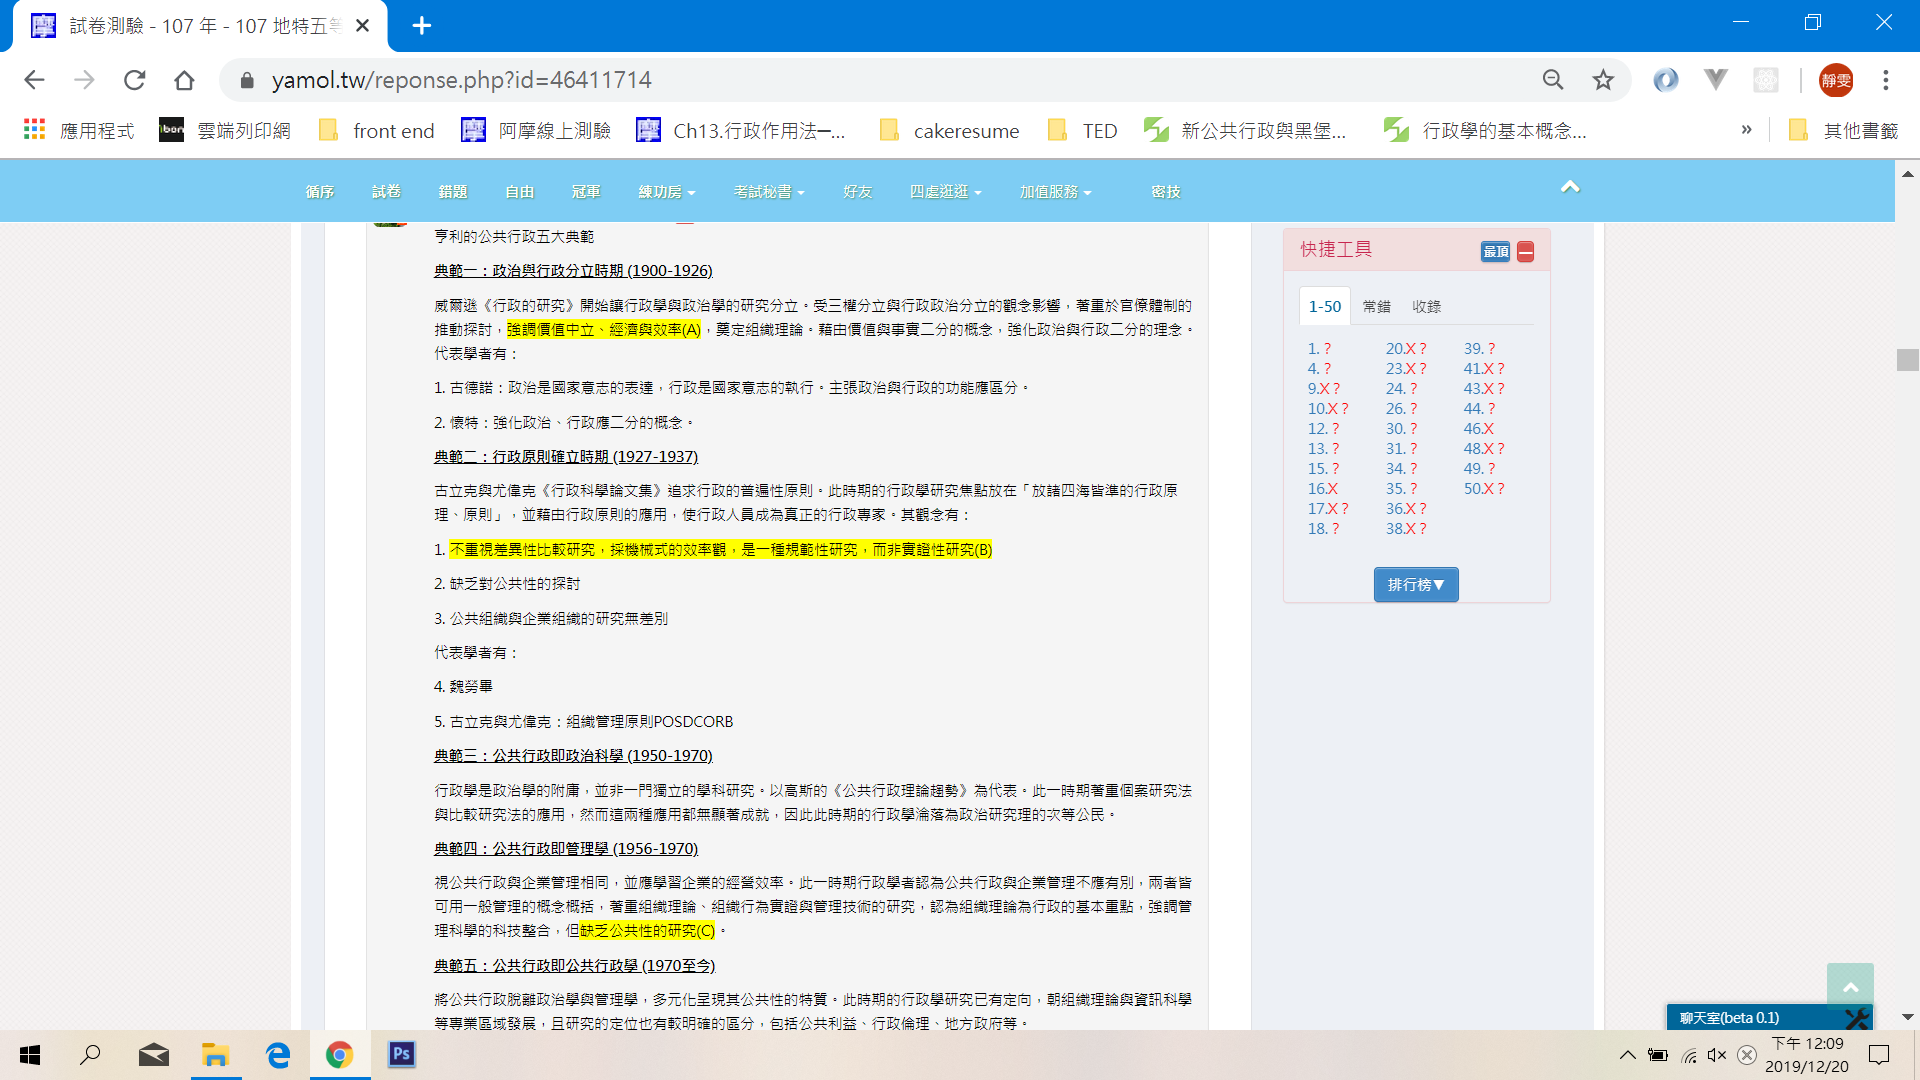 試卷測驗 - 107 年 - 107 地特五等
yamol.tw/reponse.php?id=46411714
靜雯
應用程式 ibon 雲端列印網 front end 阿摩線上測驗 Ch13.行政作用法—... cakeresume TED 新公共行政與黑堡... 行政學的基本概念... » 其他書籤
循序 試卷 錯題 自由 冠軍 練功房 考試秘書 好友 四處逛逛 加值服務 密技
亨利的公共行政五大典範
典範一：政治與行政分立時期 (1900-1926)
威爾遜《行政的研究》開始讓行政學與政治學的研究分立。受三權分立與行政政治分立的觀念影響，著重於官僚體制的
推動探討，強調價值中立、經濟與效率(A)，奠定組織理論。藉由價值與事實二分的概念，強化政治與行政二分的理念。
代表學者有：
1. 古德諾：政治是國家意志的表達，行政是國家意志的執行。主張政治與行政的功能應區分。
2. 懷特：強化政治、行政應二分的概念。
典範二：行政原則確立時期 (1927-1937)
古立克與尤偉克《行政科學論文集》追求行政的普遍性原則。此時期的行政學研究焦點放在「放諸四海皆準的行政原
理、原則」，並藉由行政原則的應用，使行政人員成為真正的行政專家。其觀念有：
1. 不重視差異性比較研究，採機械式的效率觀，是一種規範性研究，而非實證性研究(B)
2. 缺乏對公共性的探討
3. 公共組織與企業組織的研究無差別
代表學者有：
4. 魏勞畢
5. 古立克與尤偉克：組織管理原則POSDCORB
典範三：公共行政即政治科學 (1950-1970)
行政學是政治學的附庸，並非一門獨立的學科研究。以高斯的《公共行政理論趨勢》為代表。此一時期著重個案研究法
與比較研究法的應用，然而這兩種應用都無顯著成就，因此此時期的行政學淪落為政治研究理的次等公民。
典範四：公共行政即管理學 (1956-1970)
視公共行政與企業管理相同，並應學習企業的經營效率。此一時期行政學者認為公共行政與企業管理不應有別，兩者皆
可用一般管理的概念概括，著重組織理論、組織行為實證與管理技術的研究，認為組織理論為行政的基本重點，強調管
理科學的科技整合，但缺乏公共性的研究(C)。
典範五：公共行政即公共行政學 (1970至今)
將公共行政脫離政治學與管理學，多元化呈現其公共性的特質。此時期的行政學研究已有定向，朝組織理論與資訊科學
等專業區域發展，且研究的定位也有較明確的區分，包括公共利益、行政倫理、地方政府等。
快捷工具 最頂
1-50 常錯 收錄
1. ? 20.X ? 39. ?
4. ? 23.X ? 41.X ?
9.X ? 24. ? 43.X ?
10.X ? 26. ? 44. ?
12. ? 30. ? 46.X
13. ? 31. ? 48.X ?
15. ? 34. ? 49. ?
16.X 35. ? 50.X ?
17.X ? 36.X ?
18. ? 38.X ?
排行榜▼
聊天室(beta 0.1)
Ps
下午 12:09
2019/12/20